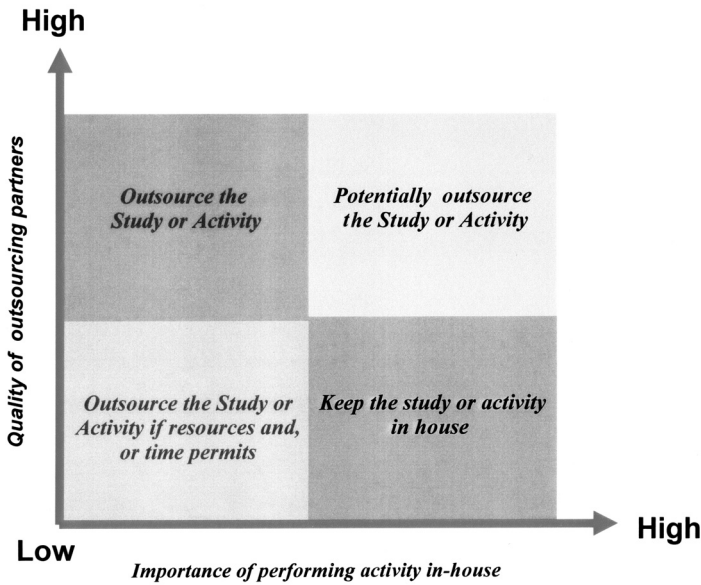 High
Quality of outsourcing partners
Outsource the
Study or Activity
Potentially outsource
the Study or Activity
Outsource the Study or
Activity if resources and,
or time permits
Keep the study or activity
in house
Low
High
Importance of performing activity in-house